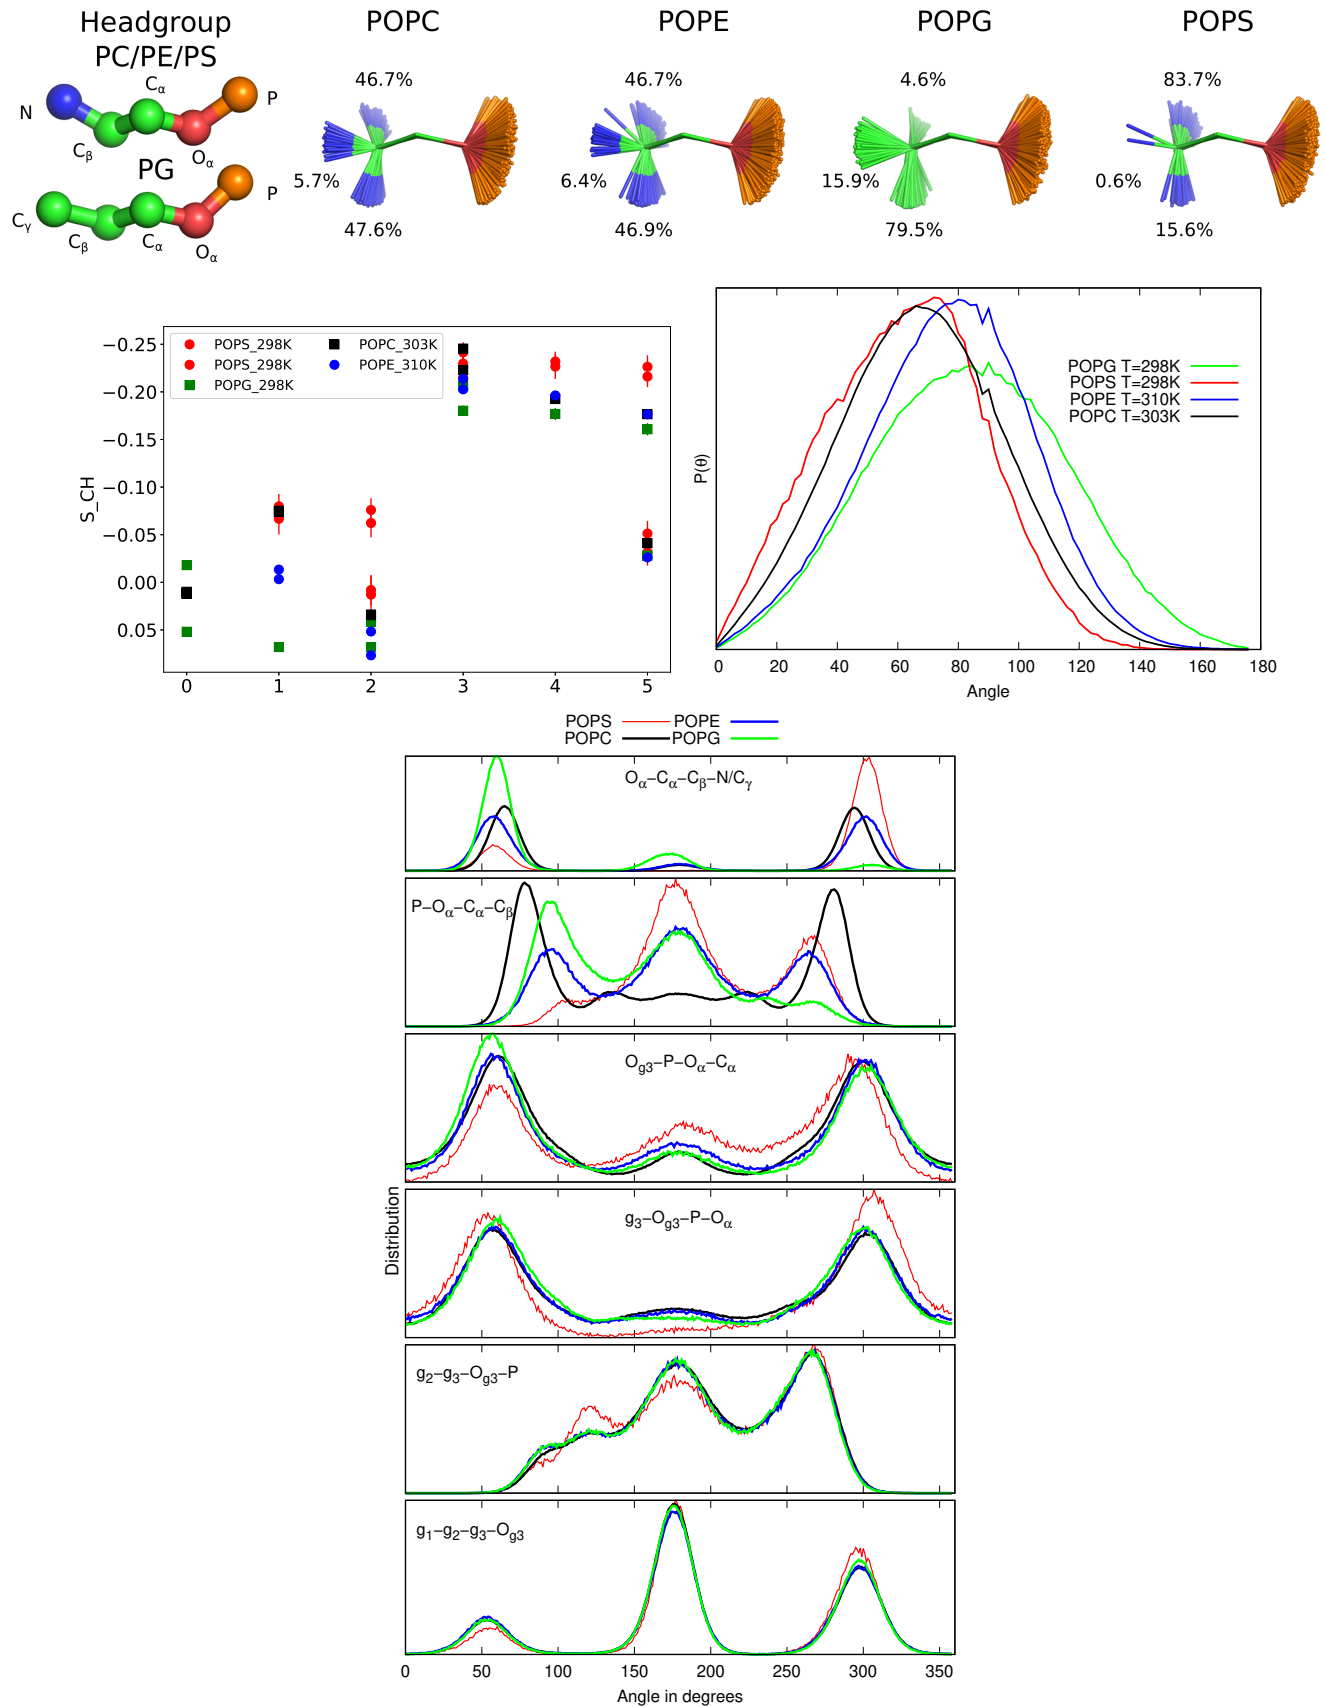 Headgroup
PC/PE/PS
POPC
POPE
POPG
POPS
N
Cα
P
Cβ
Oα
PG
Cγ
Cβ
Cα
Oα
P
46.7%
5.7%
47.6%
46.7%
6.4%
46.9%
4.6%
15.9%
79.5%
83.7%
0.6%
15.6%
POPS_298K
POPS_298K
POPG_298K
POPC_303K
POPE_310K
S_CH
−0.25
−0.20
−0.15
−0.10
−0.05
0.00
0.05
0 1 2 3 4 5
POPG T=298K
POPS T=298K
POPE T=310K
POPC T=303K
P(θ)
0 20 40 60 80 100 120 140 160 180
Angle
POPS
POPE
POPC
POPG
Oα−Cα−Cβ−N/Cγ
P−Oα−Cα−Cβ
Og3−P−Oα−Cα
g3−Og3−P−Oα
g2−g3−Og3−P
g1−g2−g3−Og3
Distribution
0 50 100 150 200 250 300 350
Angle in degrees